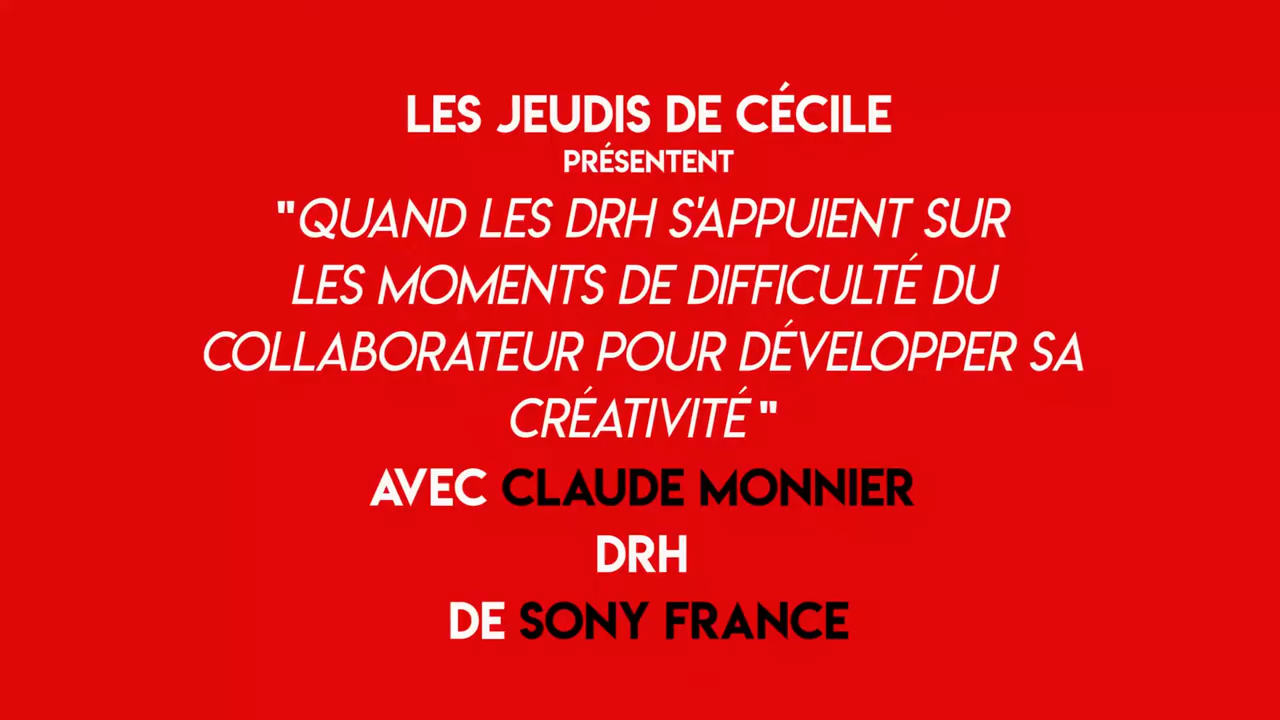 LES JEUDIS DE CÉCILE
PRÉSENTENT
"QUAND LES DRH S'APPUIENT SUR
LES MOMENTS DE DIFFICULTÉ DU
COLLABORATEUR POUR DÉVELOPPER SA
CRÉATIVITÉ"
AVEC CLAUDE MONNIER
DRH
DE SONY FRANCE